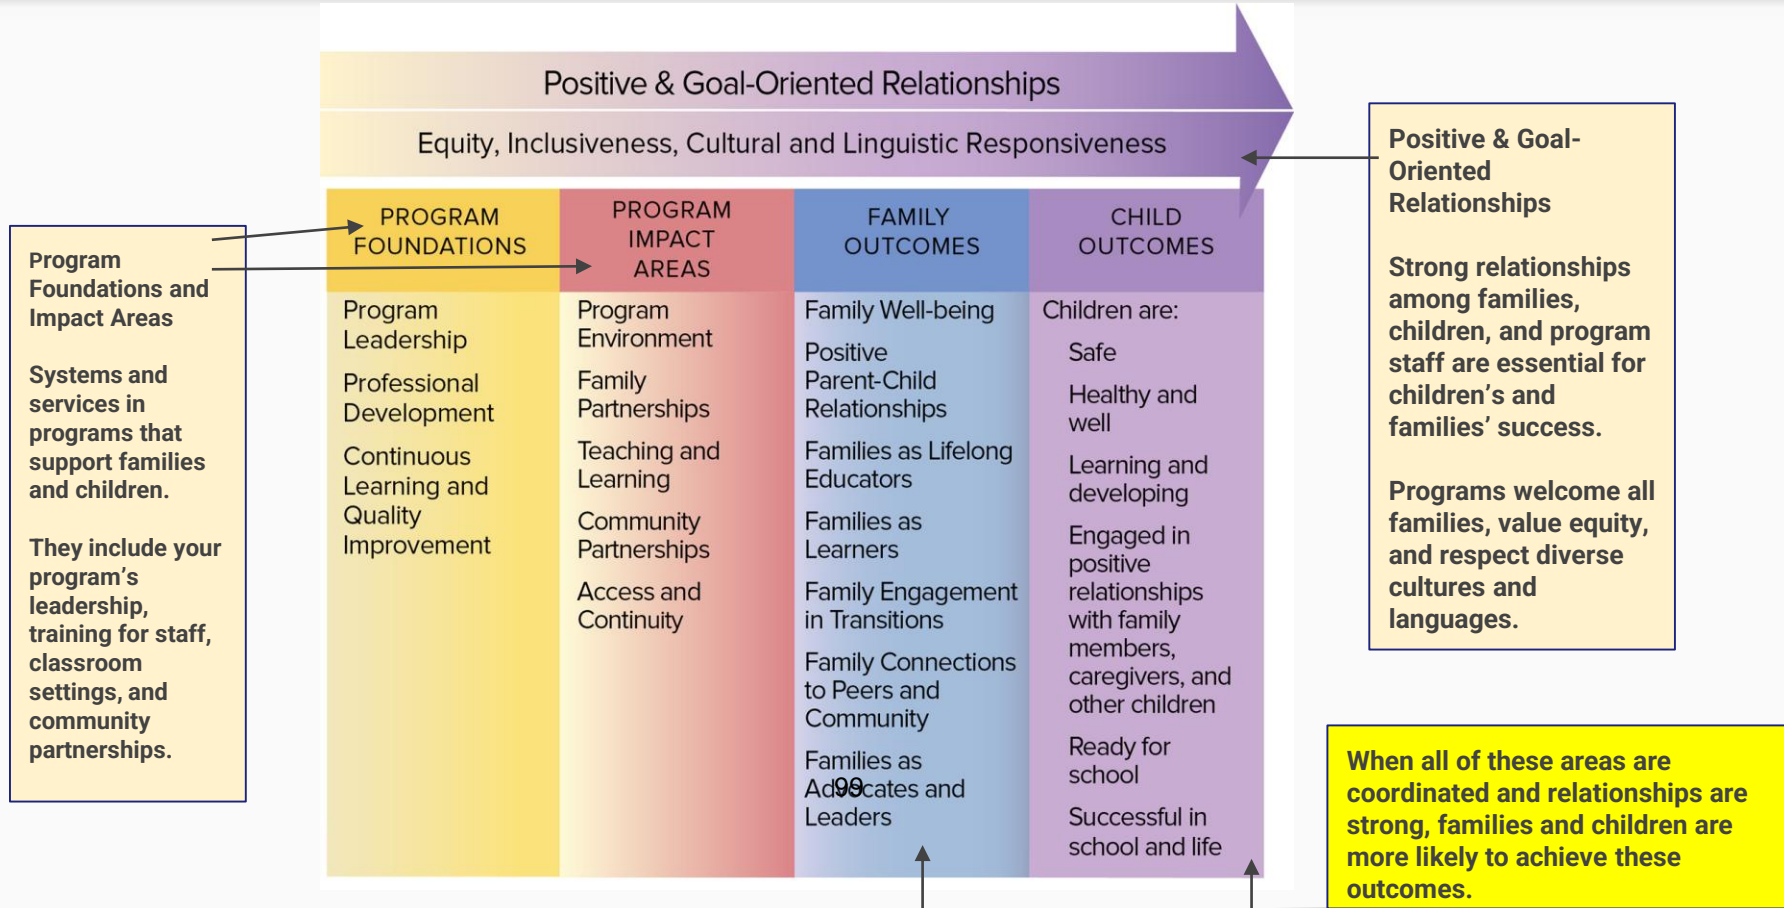 Positive & Goal-Oriented Relationships
Equity, Inclusiveness, Cultural and Linguistic Responsiveness
Program
Foundations and
Impact Areas
Systems and
services in
programs that
support families
and children.
They include your
program’s
leadership,
training for staff,
classroom
settings, and
community
partnerships.
PROGRAM
FOUNDATIONS
Program
Leadership
Professional
Development
Continuous
Learning and
Quality
Improvement
PROGRAM
IMPACT
AREAS
Program
Environment
Family
Partnerships
Teaching and
Learning
Community
Partnerships
Access and
Continuity
FAMILY
OUTCOMES
Family Well-being
Positive
Parent-Child
Relationships
Families as Lifelong
Educators
Families as
Learners
Family Engagement
in Transitions
Family Connections
to Peers and
Community
Families as
Advocates and
Leaders
99
CHILD
OUTCOMES
Children are:
Safe
Healthy and
well
Learning and
developing
Engaged in
positive
relationships
with family
members,
caregivers, and
other children
Ready for
school
Successful in
school and life
Positive & Goal-
Oriented
Relationships
Strong relationships
among families,
children, and program
staff are essential for
children’s and
families’ success.
Programs welcome all
families, value equity,
and respect diverse
cultures and
languages.
When all of these areas are
coordinated and relationships are
strong, families and children are
more likely to achieve these
outcomes.